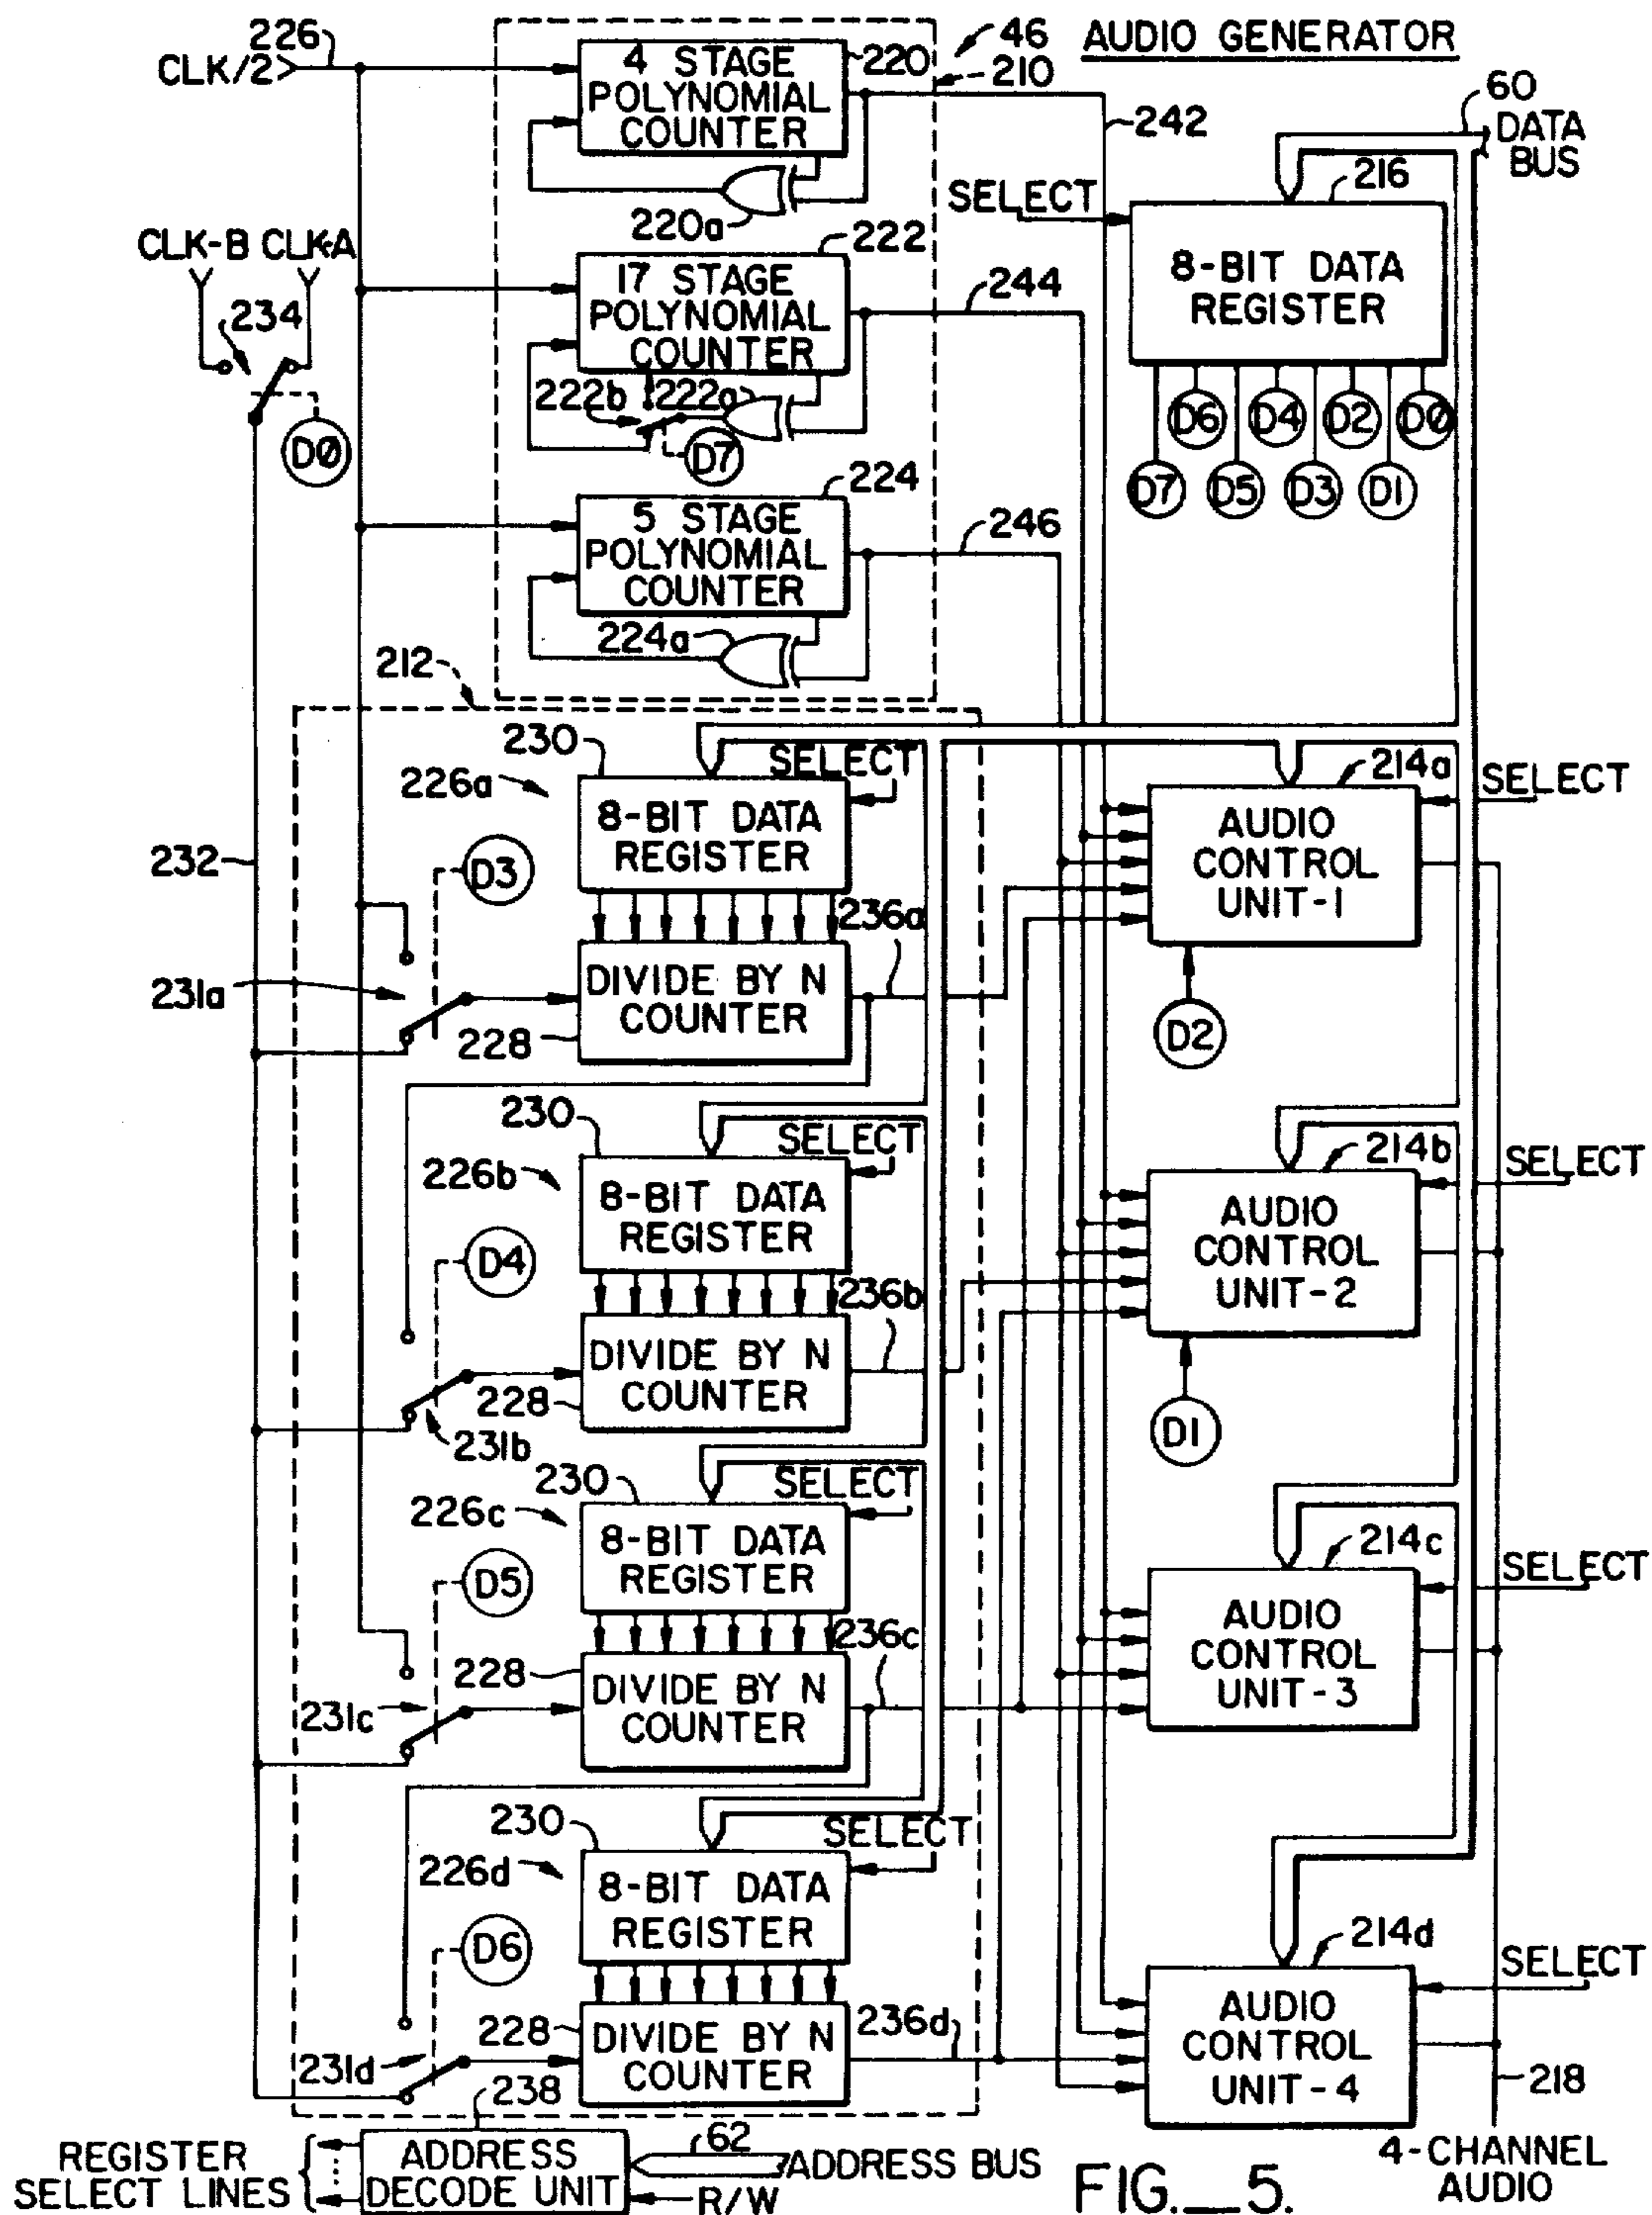 AUDIO GENERATOR
226
CLK/2
46
210
4 STAGE
POLYNOMIAL
COUNTER
220
220a
242
60
DATA
BUS
SELECT
216
8-BIT DATA
REGISTER
D6
D4
D2
D0
D7
D5
D3
D1
CLK-B
CLK-A
234
D0
17 STAGE
POLYNOMIAL
COUNTER
222
222b
222a
D7
244
5 STAGE
POLYNOMIAL
COUNTER
224
224a
246
212
232
230
SELECT
226a
8-BIT DATA
REGISTER
D3
236a
231a
DIVIDE BY N
COUNTER
228
214a
SELECT
AUDIO
CONTROL
UNIT-1
D2
230
SELECT
226b
8-BIT DATA
REGISTER
D4
236b
DIVIDE BY N
COUNTER
228
231b
214b
SELECT
AUDIO
CONTROL
UNIT-2
D1
230
SELECT
226c
8-BIT DATA
REGISTER
D5
236c
228
DIVIDE BY N
COUNTER
231c
214c
SELECT
AUDIO
CONTROL
UNIT-3
230
SELECT
226d
8-BIT DATA
REGISTER
D6
236d
228
DIVIDE BY N
COUNTER
231d
214d
SELECT
AUDIO
CONTROL
UNIT-4
218
4-CHANNEL
AUDIO
238
REGISTER
SELECT LINES
ADDRESS
DECODE UNIT
62
ADDRESS BUS
R/W
FIG.__5.